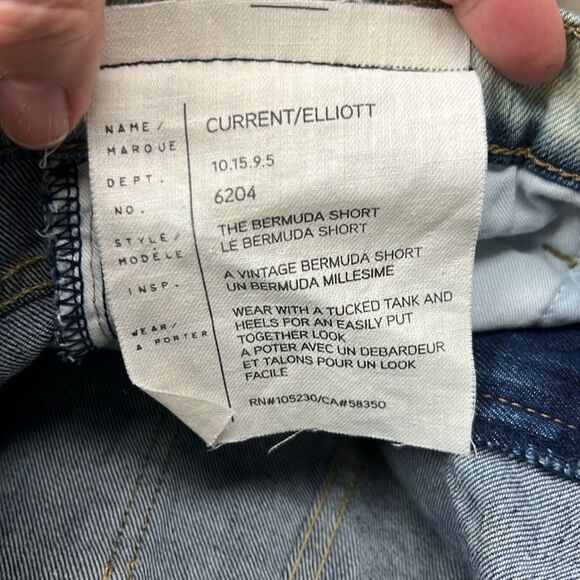 NAME / MARQUE CURRENT/ELLIOTT
DEPT. 10.15.9.5
NO. 6204
STYLE / MODÈLE THE BERMUDA SHORT
LE BERMUDA SHORT
INSP. A VINTAGE BERMUDA SHORT
UN BERMUDA MILLESIME
WEAR / A PORTER WEAR WITH A TUCKED TANK AND
HEELS FOR AN EASILY PUT
TOGETHER LOOK
A POTER AVEC UN DEBARDEUR
ET TALONS POUR UN LOOK
FACILE
RN#105230/CA#58350